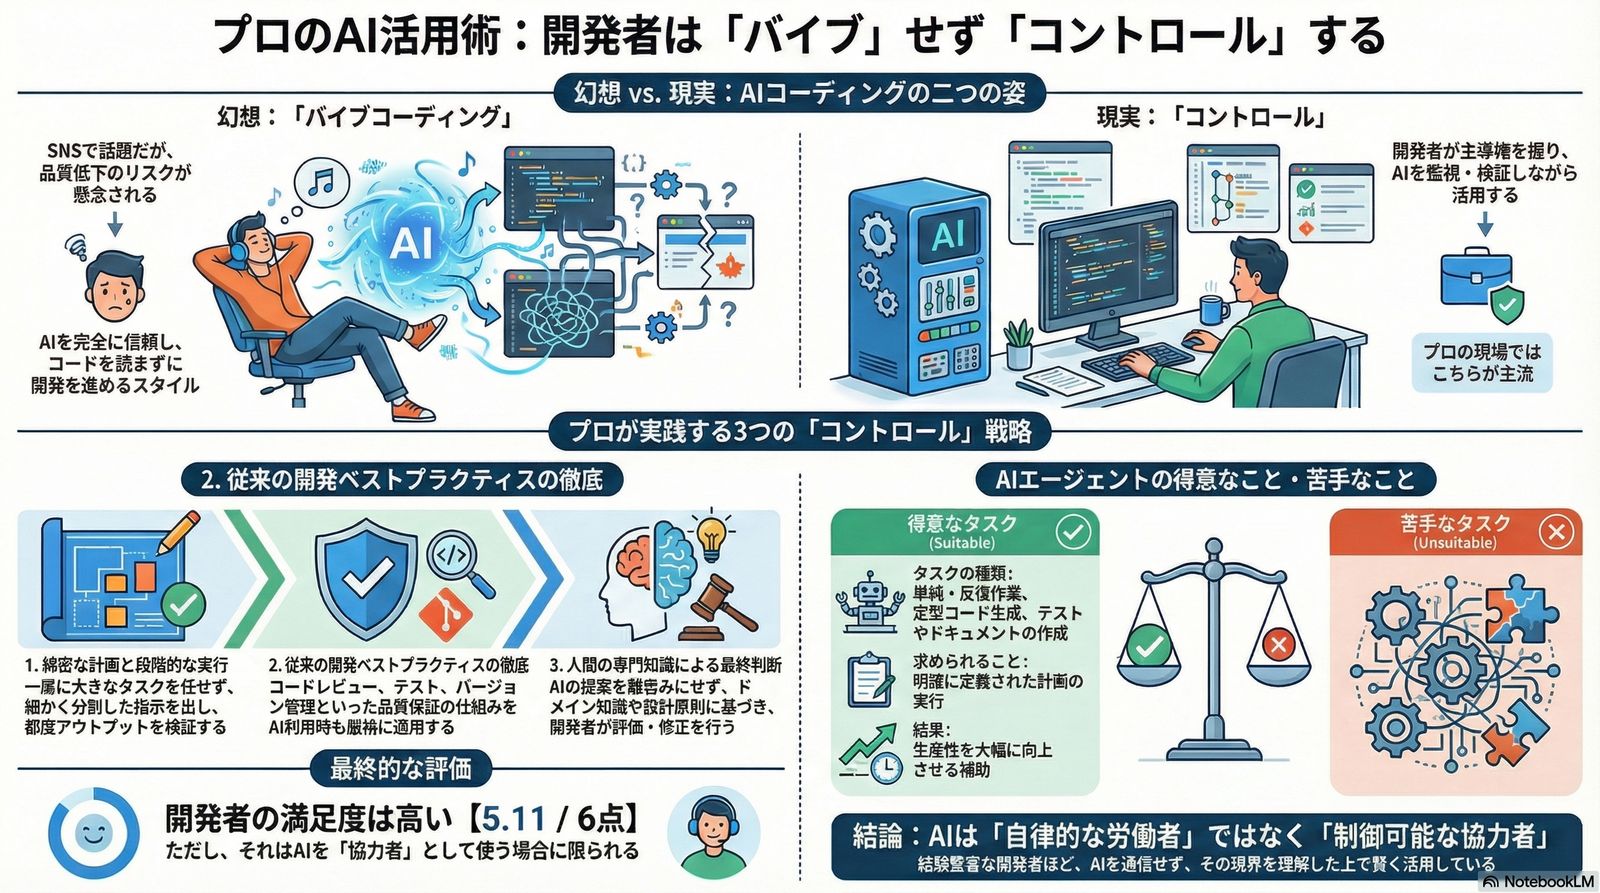 プロのAI活用術：開発者は「バイブ」せず「コントロール」する
幻想 vs. 現実：AIコーディングの二つの姿
幻想：「バイブコーディング」
SNSで話題だが、
品質低下のリスクが
懸念される
AIを完全に信頼し、
コードを読まずに
開発を進めるスタイル
AI
{}
?
?
?
現実：「コントロール」
AI
開発者が主導権を握り、
AIを監視・検証しながら
活用する
プロの現場では
こちらが主流
プロが実践する3つの「コントロール」戦略
2. 従来の開発ベストプラクティスの徹底
</>
1. 綿密な計画と段階的な実行
に大きなタスクを任せず、
細かく分割した指示を出し、
都度アウトプットを検証する
2. 従来の開発ベストプラクティスの徹底
コードレビュー、テスト、バージョ
ン管理といった品質保証の仕組みを
AI利用時も に適用する
3. 人間の専門知識による最終判断
AIの提案を みにせず、ド
メイン知識や設計原則に基づき、
開発者が評価・修正を行う
最終的な評価
開発者の満足度は高い【5.11 / 6点】
ただし、それはAIを「協力者」として使う場合に限られる
AIエージェントの得意なこと・苦手なこと
得意なタスク
(Suitable)
タスクの種類：
単純・反復作業、
定型コード生成、テスト
やドキュメントの作成
求められること：
明確に定義された計画の
実行
結果：
生産性を大幅に向上
させる補助
苦手なタスク
(Unsuitable)
結論：AIは「自律的な労働者」ではなく「制御可能な協力者」
な開発者ほど、AIを通信せず、その現界を理解した上で賢く活用している
NotebookLM